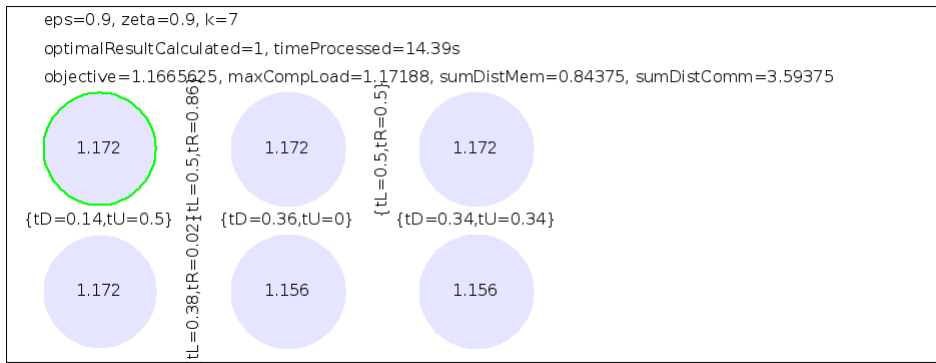 eps=0.9, zeta=0.9, k=7
optimalResultCalculated=1, timeProcessed=14.39s
objective=1.1665625, maxCompLoad=1.17188, sumDistMem=0.84375, sumDistComm=3.59375
1.172
{tL=0.5,tR=0.86}
1.172
{tL=0.5,tR=0.5}
1.172
{tD=0.14,tU=0.5}
{tD=0.36,tU=0}
{tD=0.34,tU=0.34}
1.172
tL=0.38,tR=0.02}
1.156
1.156